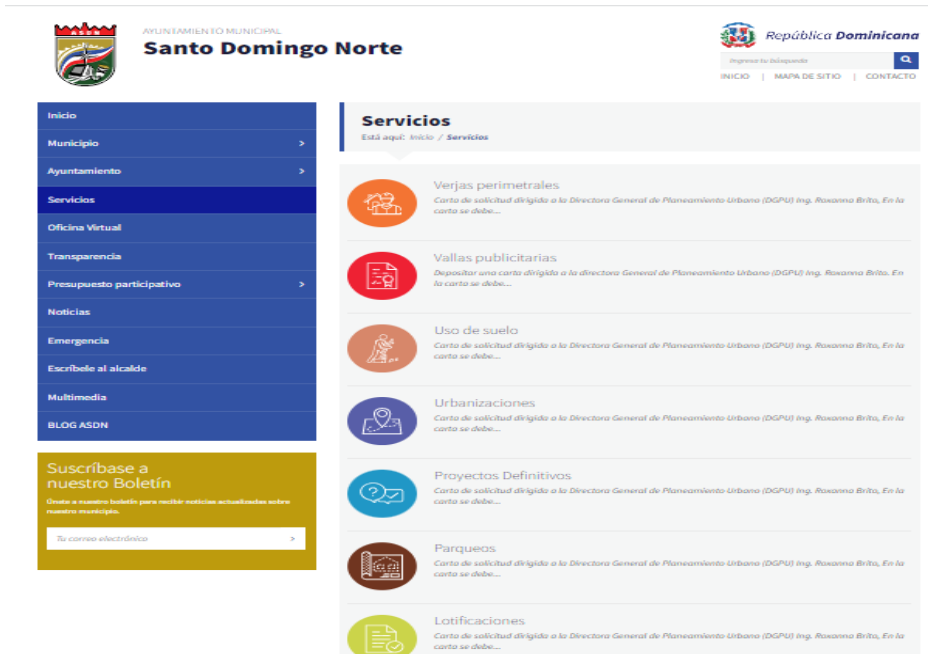 ASDN
AYUNTAMIENTO MUNICIPAL
Santo Domingo Norte
República Dominicana
Ingresa tu búsqueda
INICIO | MAPA DE SITIO | CONTACTO
Inicio
Municipio >
Ayuntamiento >
Servicios
Oficina Virtual
Transparencia
Presupuesto participativo >
Noticias
Emergencia
Escríbele al alcalde
Multimedia
BLOG ASDN
Suscríbase a
nuestro Boletín
Únete a nuestro boletín para recibir noticias actualizadas sobre
nuestro municipio.
Tu correo electrónico >
Servicios
Está aquí: Inicio / Servicios
Verjas perimetrales
Carta de solicitud dirigida a la Directora General de Planeamiento Urbano (DGPU) Ing. Roxanna Brito, En la
carta se debe...
Vallas publicitarias
Depositar una carta dirigida a la directora General de Planeamiento Urbano (DGPU) Ing. Roxanna Brito. En
la carta se debe...
Uso de suelo
Carta de solicitud dirigida a la Directora General de Planeamiento Urbano (DGPU) Ing. Roxanna Brito, En la
carta se debe...
Urbanizaciones
Carta de solicitud dirigida a la Directora General de Planeamiento Urbano (DGPU) Ing. Roxanna Brito, En la
carta se debe...
Proyectos Definitivos
Carta de solicitud dirigida a la Directora General de Planeamiento Urbano (DGPU) Ing. Roxanna Brito, En la
carta se debe...
Parqueos
Carta de solicitud dirigida a la Directora General de Planeamiento Urbano (DGPU) Ing. Roxanna Brito, En la
carta se debe...
Lotificaciones
Carta de solicitud dirigida a la Directora General de Planeamiento Urbano (DGPU) Ing. Roxanna Brito, En la
carta se debe...